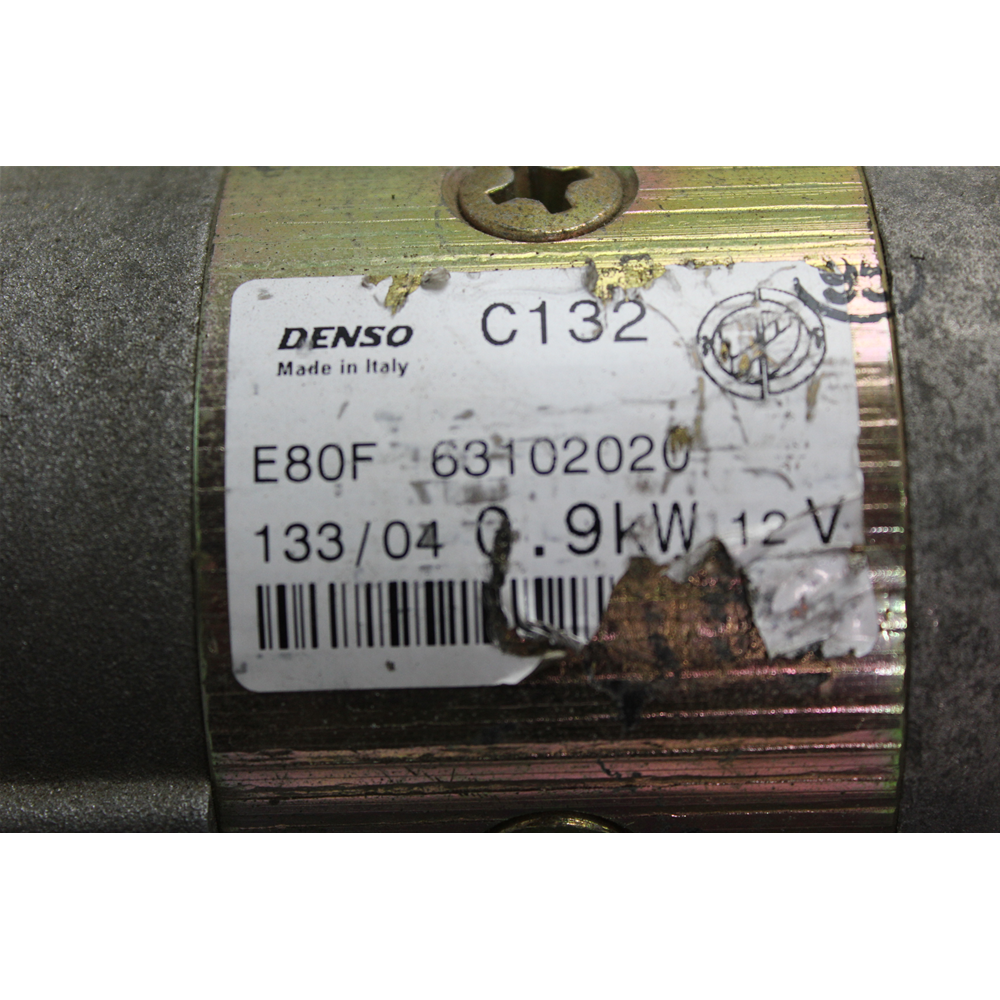 DENSO C132
Made in Italy
E80F 63102020
133/04 0.9kW 12 V